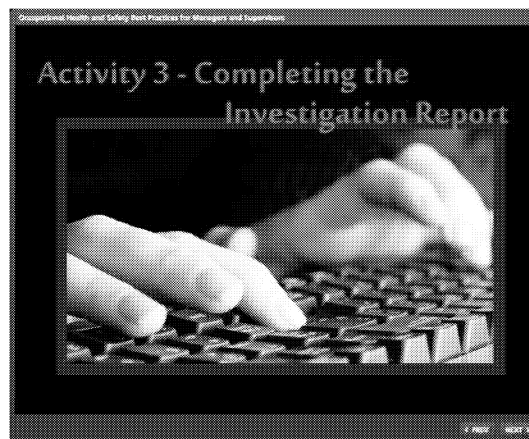 Occupational Health and Safety Best Practices for Managers and Supervisors
Activity 3 - Completing the
Investigation Report
PREV NEXT